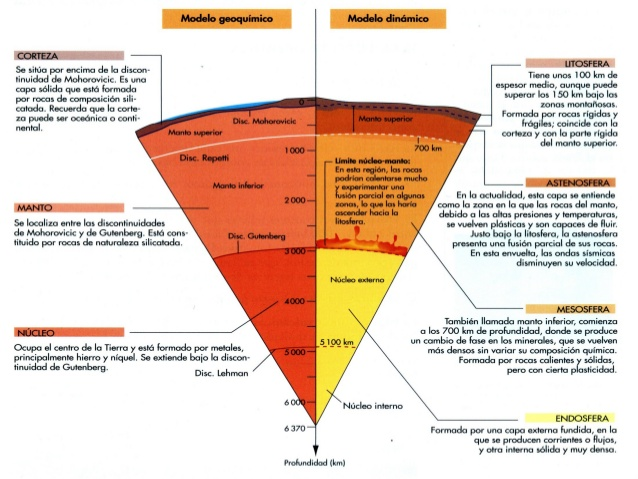 Modelo geoquímico
Modelo dinámico
CORTEZA
Se sitúa por encima de la discon-
tinuidad de Mohorovicic. Es una
capa sólida que está formada
por rocas de composición sili-
catada. Recuerda que la corte-
za puede ser oceánica o conti-
nental.
MANTO
Se localiza entre las discontinuidades
de Mohorovicic y de Gutenberg. Está cons-
tituido por rocas de naturaleza silicatada.
NÚCLEO
Ocupa el centro de la Tierra y está formado por metales,
principalmente hierro y níquel. Se extiende bajo la discon-
tinuidad de Gutenberg.
Disc. Lehman
Disc. Mohorovicic
Manto superior
Disc. Repetti
Manto inferior
Disc. Gutenberg
0
1 000
2 000
3 000
4000
5 000
6 000
6 370
Profundidad (km)
Manto superior
700 km
Límite núcleo-manto:
En esta región, las rocas
podrían calentarse mucho
y experimentar una
fusión parcial en algunas
zonas, lo que las haría
ascender hacia la
litosfera.
Núcleo externo
5 100 km
Núcleo interno
LITOSFERA
Tiene unos 100 km de
espesor medio, aunque puede
superar los 150 km bajo las
zonas montañosas.
Formada por rocas rígidas y
frágiles; coincide con la
corteza y con la parte rígida
del manto superior.
ASTENOSFERA
En la actualidad, esta capa se entiende
como la zona en la que las rocas del manto,
debido a las altas presiones y temperaturas,
se vuelven plásticas y son capaces de fluir.
Justo bajo la litosfera, la astenosfera
presenta una fusión parcial de sus rocas.
En esta envuelta, las ondas sísmicas
disminuyen su velocidad.
MESOSFERA
También llamada manto inferior, comienza
a los 700 km de profundidad, donde se produce
un cambio de fase en los minerales, que se vuelven
más densos sin variar su composición química.
Formada por rocas calientes y sólidas,
pero con cierta plasticidad.
ENDOSFERA
Formada por una capa externa fundida, en la
que se producen corrientes o flujos,
y otra interna sólida y muy densa.